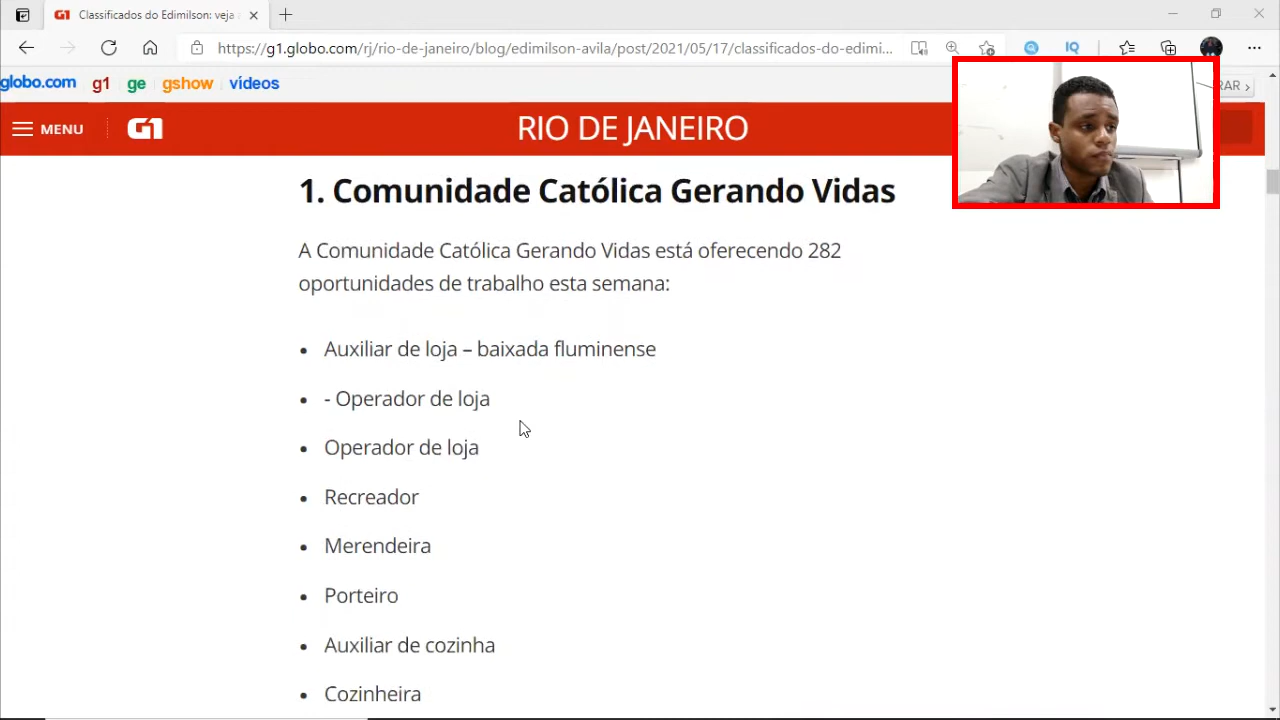 Classificados do Edimilson: veja
https://g1.globo.com/rj/rio-de-janeiro/blog/edimilson-avila/post/2021/05/17/classificados-do-edimi...
IQ
globo.com g1 ge gshow vídeos
RAR
MENU G1 RIO DE JANEIRO
1. Comunidade Católica Gerando Vidas
A Comunidade Católica Gerando Vidas está oferecendo 282
oportunidades de trabalho esta semana:
• Auxiliar de loja – baixada fluminense
• - Operador de loja
• Operador de loja
• Recreador
• Merendeira
• Porteiro
• Auxiliar de cozinha
• Cozinheira